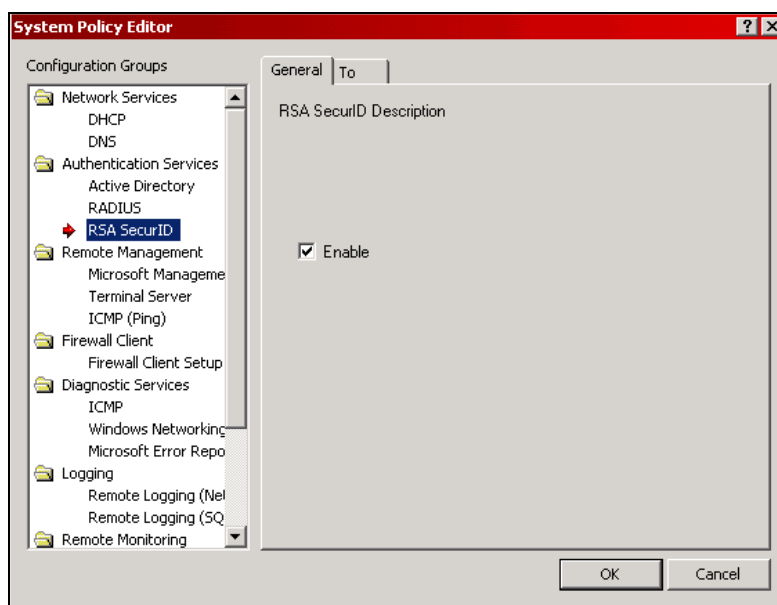 System Policy Editor
Configuration Groups
Network Services
DHCP
DNS
Authentication Services
Active Directory
RADIUS
RSA SecurID
Remote Management
Microsoft Manageme
Terminal Server
ICMP (Ping)
Firewall Client
Firewall Client Setup
Diagnostic Services
ICMP
Windows Networking
Microsoft Error Repo
Logging
Remote Logging (Net
Remote Logging (SQ
Remote Monitoring
General
To
RSA SecurID Description
Enable
OK
Cancel